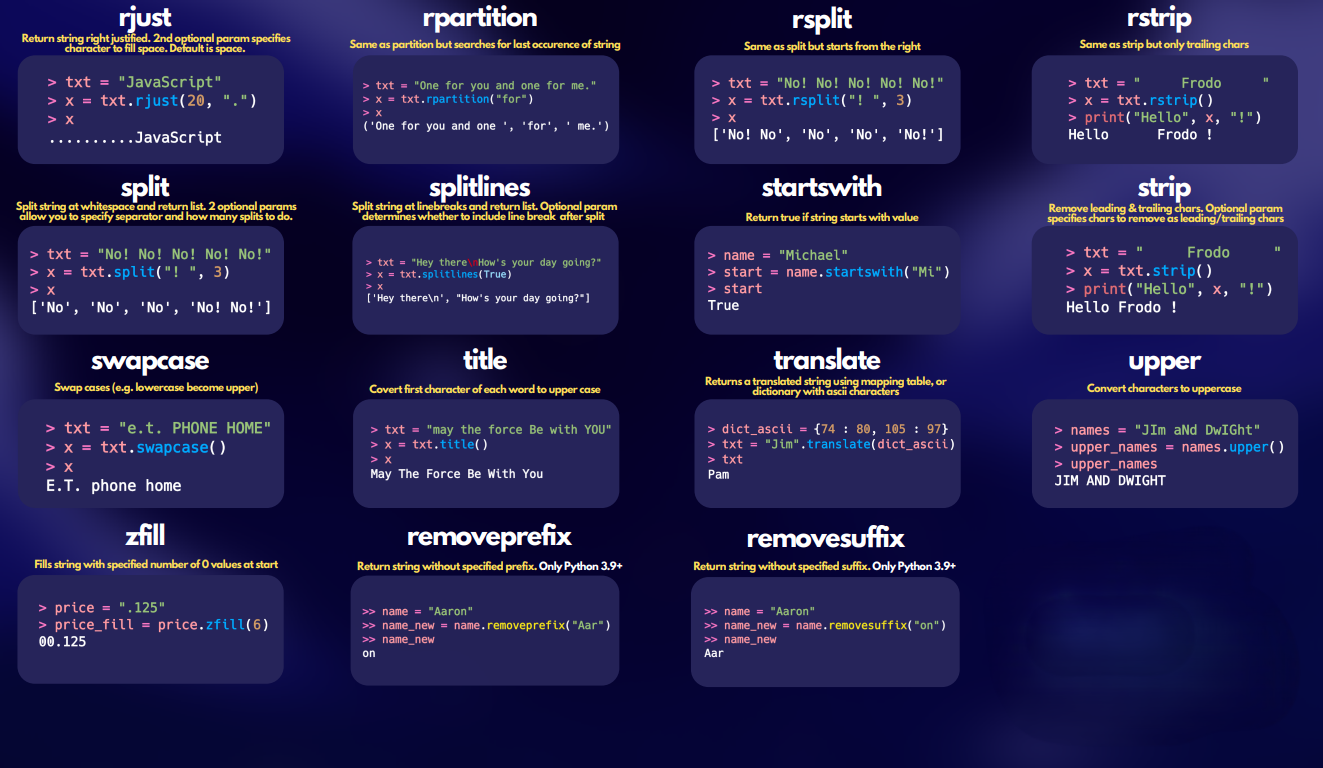 rjust
Return string right justified. 2nd optional param specifies
character to fill space. Default is space.
> txt = "JavaScript"
> x = txt.rjust(20, ".")
> x
..........JavaScript
rpartition
Same as partition but searches for last occurence of string
> txt = "One for you and one for me."
> x = txt.rpartition("for")
> x
('One for you and one ', 'for', ' me.')
rsplit
Same as split but starts from the right
> txt = "No! No! No! No! No!"
> x = txt.rsplit("! ", 3)
> x
['No! No', 'No', 'No', 'No!']
rstrip
Same as strip but only trailing chars
> txt = "     Frodo     "
> x = txt.rstrip()
> print("Hello", x, "!")
Hello      Frodo !
split
Split string at whitespace and return list. 2 optional params
allow you to specify separator and how many splits to do.
> txt = "No! No! No! No! No!"
> x = txt.split("! ", 3)
> x
['No', 'No', 'No', 'No! No!']
splitlines
Split string at linebreaks and return list. Optional param
determines whether to include line break after split
> txt = "Hey there\nHow's your day going?"
> x = txt.splitlines(True)
> x
['Hey there\n', "How's your day going?"]
startswith
Return true if string starts with value
> name = "Michael"
> start = name.startswith("Mi")
> start
True
strip
Remove leading & trailing chars. Optional param
specifies chars to remove as leading/trailing chars
> txt = "     Frodo     "
> x = txt.strip()
> print("Hello", x, "!")
Hello Frodo !
swapcase
Swap cases (e.g. lowercase become upper)
> txt = "e.t. PHONE HOME"
> x = txt.swapcase()
> x
E.T. phone home
title
Covert first character of each word to upper case
> txt = "may the force Be with YOU"
> x = txt.title()
> x
May The Force Be With You
translate
Returns a translated string using mapping table, or
dictionary with ascii characters
> dict_ascii = {74 : 80, 105 : 97}
> txt = "Jim".translate(dict_ascii)
> txt
Pam
upper
Convert characters to uppercase
> names = "JIm aNd DwIGht"
> upper_names = names.upper()
> upper_names
JIM AND DWIGHT
zfill
Fills string with specified number of 0 values at start
> price = ".125"
> price_fill = price.zfill(6)
00.125
removeprefix
Return string without specified prefix. Only Python 3.9+
>> name = "Aaron"
>> name_new = name.removeprefix("Aar")
>> name_new
on
removesuffix
Return string without specified suffix. Only Python 3.9+
>> name = "Aaron"
>> name_new = name.removesuffix("on")
>> name_new
Aar